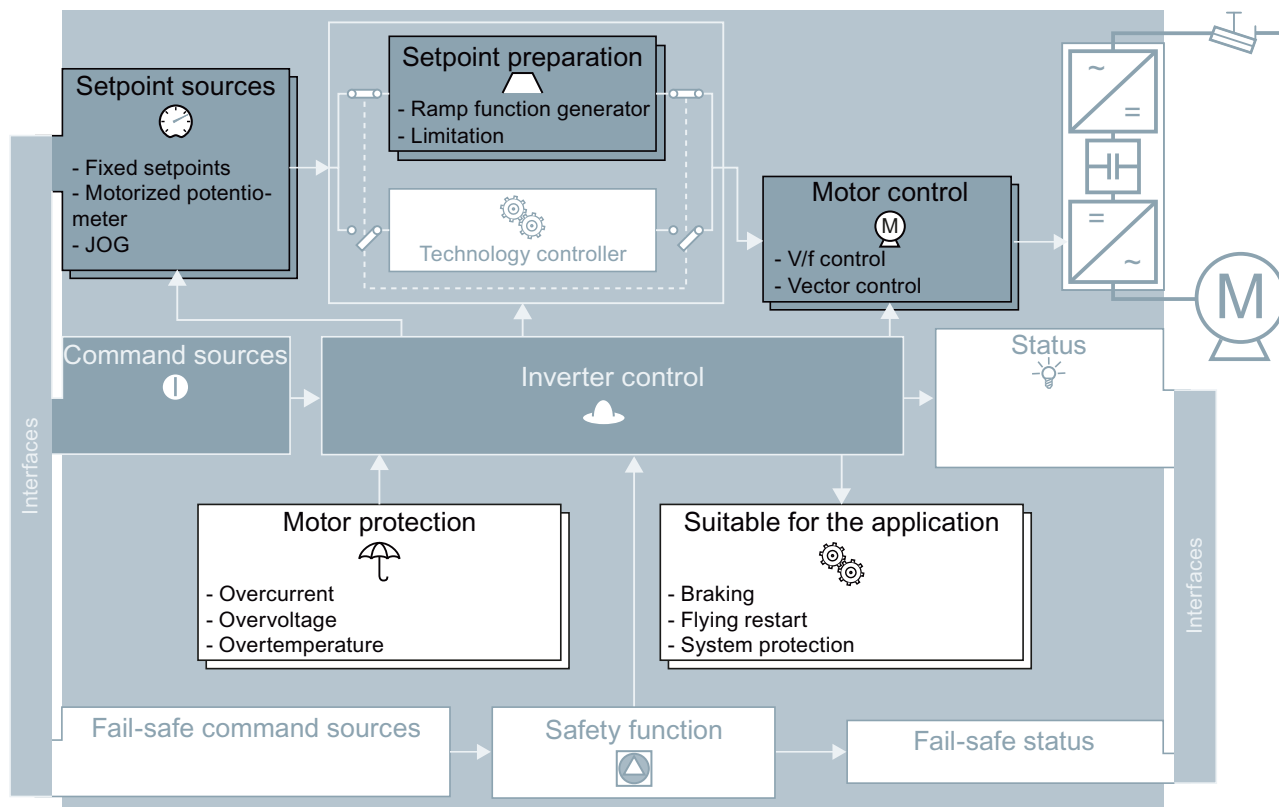 Setpoint sources
- Fixed setpoints
- Motorized potentio-
meter
- JOG
Setpoint preparation
- Ramp function generator
- Limitation
Technology controller
Motor control
M
- V/f control
- Vector control
~
=
=
~
M
Command sources
Inverter control
Status
Interfaces
Interfaces
Motor protection
- Overcurrent
- Overvoltage
- Overtemperature
Suitable for the application
- Braking
- Flying restart
- System protection
Fail-safe command sources
Safety function
Fail-safe status